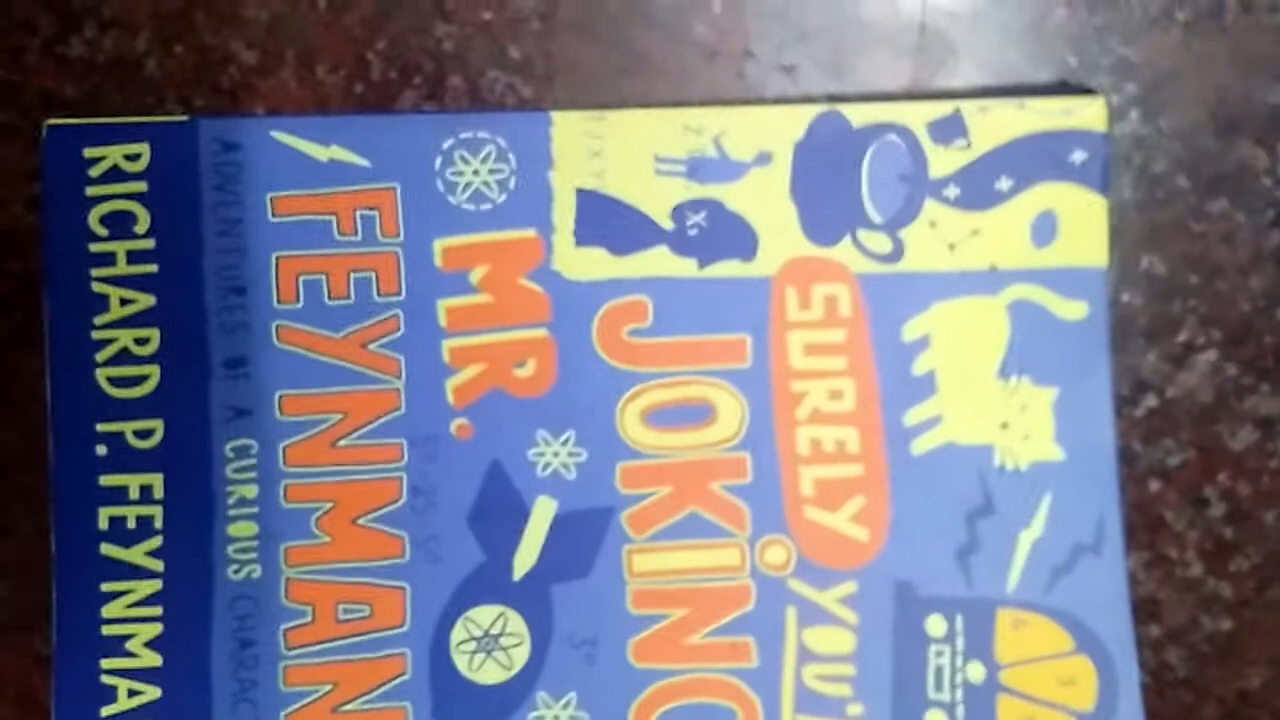 SURELY YOU'
JOKING
MR.
FEYNMAN
ADVENTURES OF A CURIOUS CHARAC
RICHARD P. FEYNMA